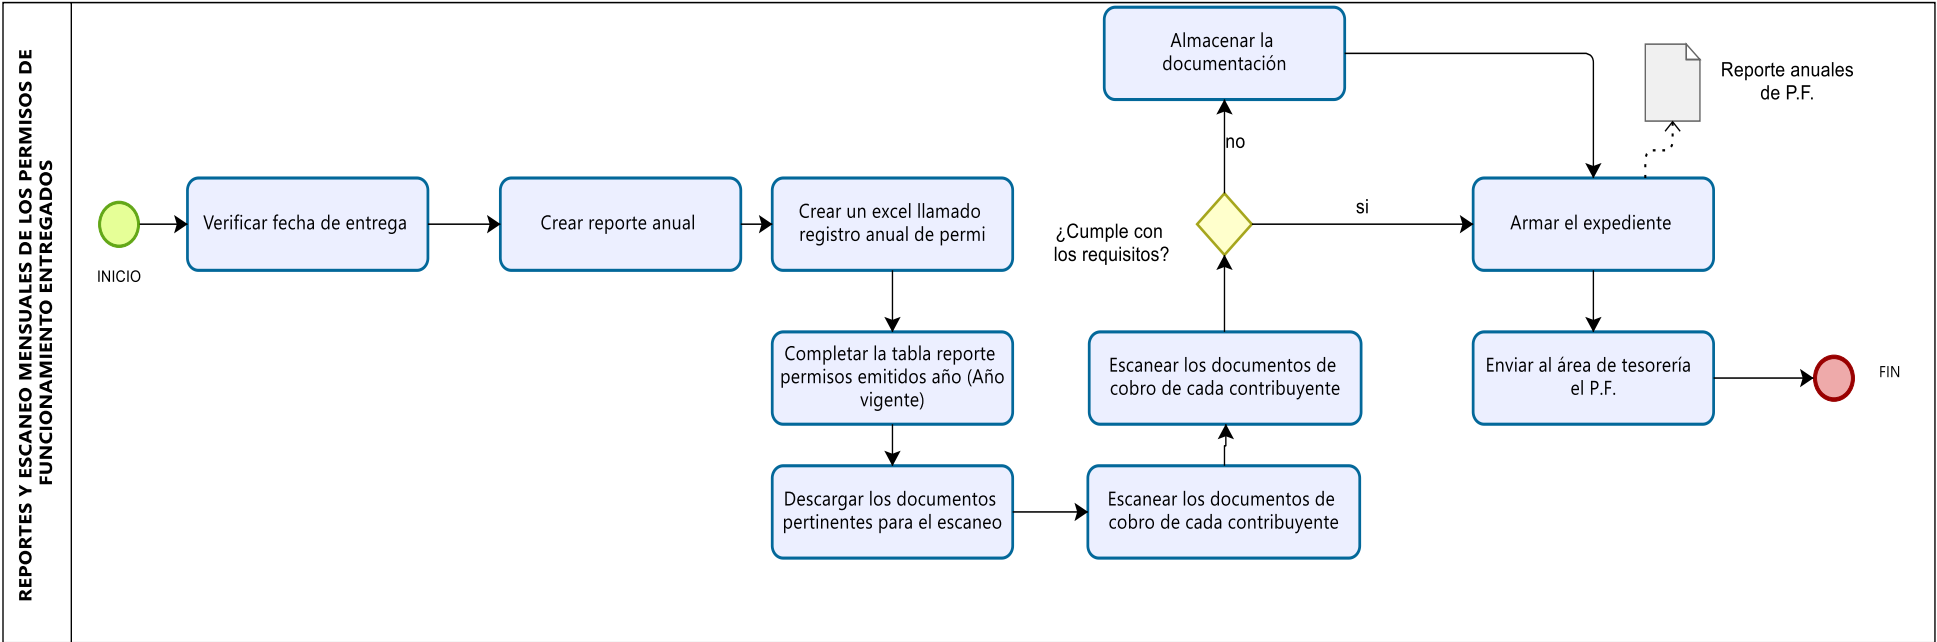 REPORTES Y ESCANEO MENSUALES DE LOS PERMISOS DE
FUNCIONAMIENTO ENTREGADOS
INICIO
Verificar fecha de entrega
Crear reporte anual
Crear un excel llamado
registro anual de permi
Completar la tabla reporte
permisos emitidos año (Año
vigente)
Descargar los documentos
pertinentes para el escaneo
Escanear los documentos de
cobro de cada contribuyente
Escanear los documentos de
cobro de cada contribuyente
¿Cumple con
los requisitos?
no
Almacenar la
documentación
si
Armar el expediente
Reporte anuales
de P.F.
Enviar al área de tesorería
el P.F.
FIN